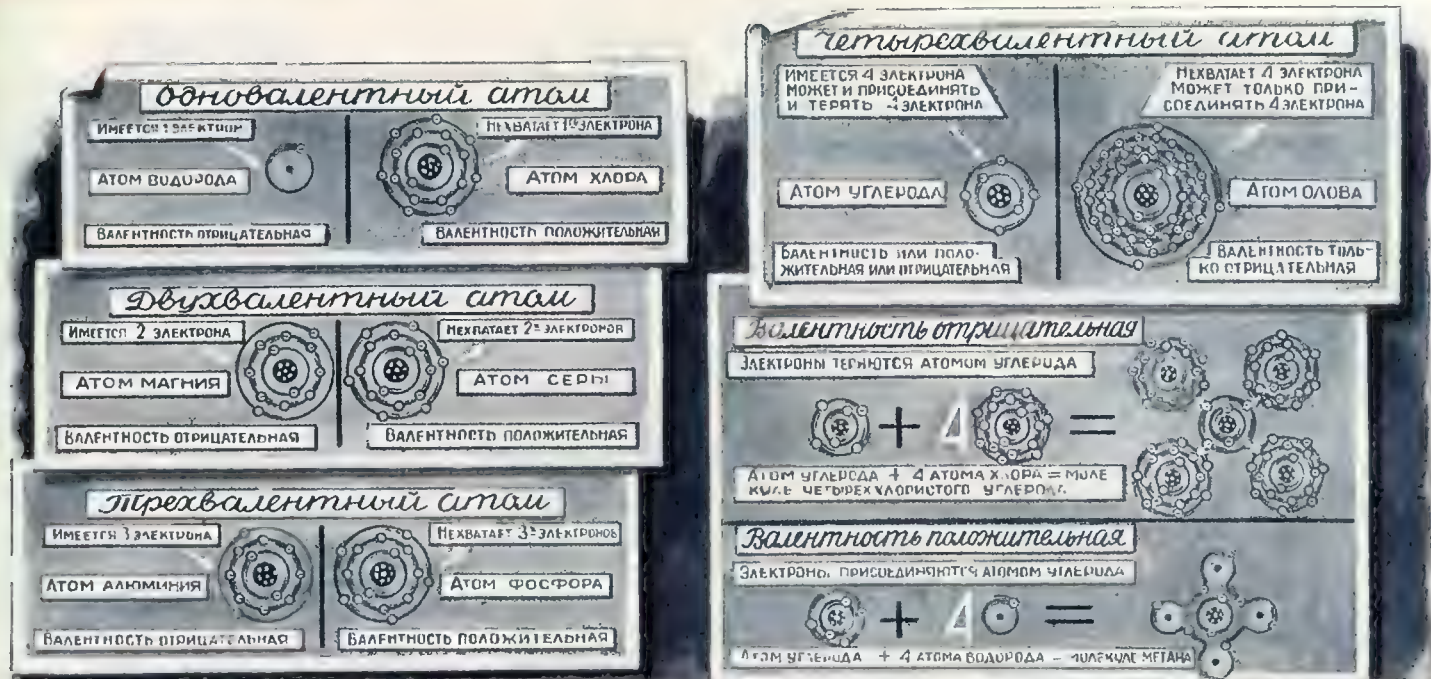 Одновалентный атом
ИМЕЕТСЯ 1 ЭЛЕКТРОН
НЕХВАТАЕТ 1го ЭЛЕКТРОНА
АТОМ ВОДОРОДА
АТОМ ХЛОРА
ВАЛЕНТНОСТЬ ОТРИЦАТЕЛЬНАЯ
ВАЛЕНТНОСТЬ ПОЛОЖИТЕЛЬНАЯ
Двухвалентный атом
ИМЕЕТСЯ 2 ЭЛЕКТРОНА
НЕХВАТАЕТ 2х ЭЛЕКТРОНОВ
АТОМ МАГНИЯ
АТОМ СЕРЫ
ВАЛЕНТНОСТЬ ОТРИЦАТЕЛЬНАЯ
ВАЛЕНТНОСТЬ ПОЛОЖИТЕЛЬНАЯ
Трехвалентный атом
ИМЕЕТСЯ 3 ЭЛЕКТРОНА
НЕХВАТАЕТ 3х ЭЛЕКТРОНОВ
АТОМ АЛЮМИНИЯ
АТОМ ФОСФОРА
ВАЛЕНТНОСТЬ ОТРИЦАТЕЛЬНАЯ
ВАЛЕНТНОСТЬ ПОЛОЖИТЕЛЬНАЯ
Четырехвалентный атом
ИМЕЕТСЯ 4 ЭЛЕКТРОНА
МОЖЕТ И ПРИСОЕДИНЯТЬ
И ТЕРЯТЬ 4 ЭЛЕКТРОНА
НЕХВАТАЕТ 4 ЭЛЕКТРОНА
МОЖЕТ ТОЛЬКО ПРИ-
СОЕДИНЯТЬ 4 ЭЛЕКТРОНА
АТОМ УГЛЕРОДА
АТОМ ОЛОВА
ВАЛЕНТНОСТЬ ИЛИ ПОЛО-
ЖИТЕЛЬНАЯ ИЛИ ОТРИЦАТЕЛЬНАЯ
ВАЛЕНТНОСТЬ ТОЛЬ-
КО ОТРИЦАТЕЛЬНАЯ
Валентность отрицательная
ЭЛЕКТРОНЫ ТЕРЯЮТСЯ АТОМОМ УГЛЕРОДА
+ 4 =
АТОМ УГЛЕРОДА + 4 АТОМА ХЛОРА = МОЛЕ
КУЛЕ ЧЕТЫРЕХХЛОРИСТОГО УГЛЕРОДА
Валентность положительная
ЭЛЕКТРОНЫ ПРИСОЕДИНЯЮТСЯ АТОМОМ УГЛЕРОДА
+ 4 =
АТОМ УГЛЕРОДА + 4 АТОМА ВОДОРОДА = МОЛЕКУЛЕ МЕТАНА